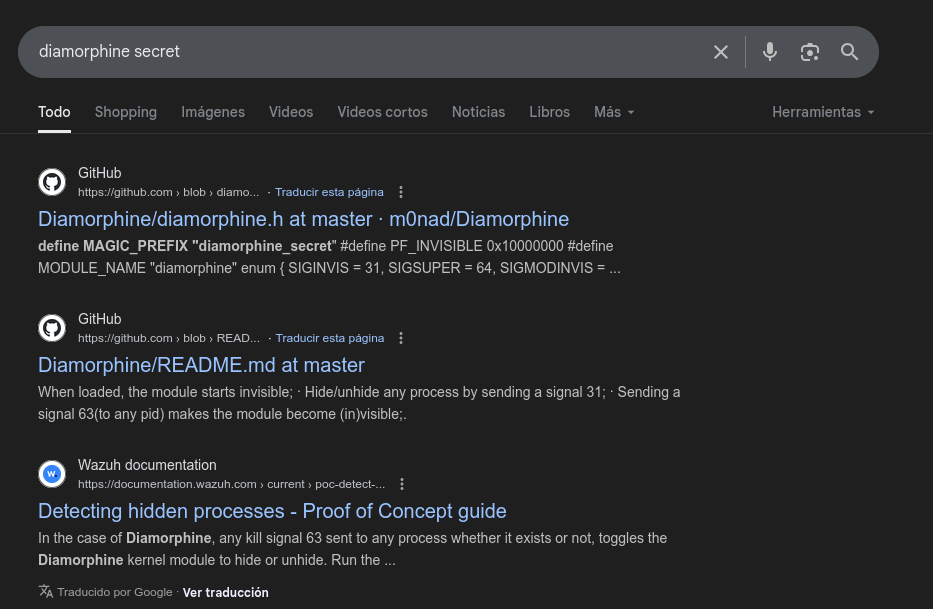 diamorphine secret
Todo Shopping Imágenes Videos Videos cortos Noticias Libros Más Herramientas
GitHub
https://github.com › blob › diamo... · Traducir esta página
Diamorphine/diamorphine.h at master · m0nad/Diamorphine
define MAGIC_PREFIX "diamorphine_secret" #define PF_INVISIBLE 0x10000000 #define
MODULE_NAME "diamorphine" enum { SIGINVIS = 31, SIGSUPER = 64, SIGMODINVIS = ...
GitHub
https://github.com › blob › READ... · Traducir esta página
Diamorphine/README.md at master
When loaded, the module starts invisible; · Hide/unhide any process by sending a signal 31; · Sending a
signal 63(to any pid) makes the module become (in)visible;.
w.
Wazuh documentation
https://documentation.wazuh.com › current › poc-detect-...
Detecting hidden processes - Proof of Concept guide
In the case of Diamorphine, any kill signal 63 sent to any process whether it exists or not, toggles the
Diamorphine kernel module to hide or unhide. Run the ...
Traducido por Google · Ver traducción